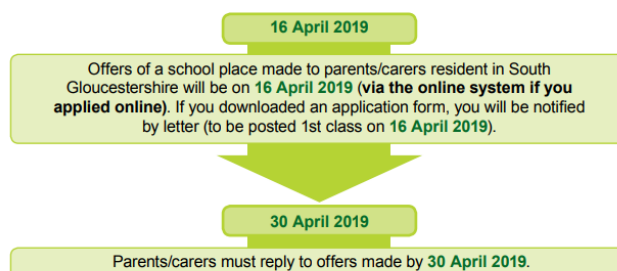 16 April 2019
Offers of a school place made to parents/carers resident in South
Gloucestershire will be on 16 April 2019 (via the online system if you
applied online). If you downloaded an application form, you will be notified
by letter (to be posted 1st class on 16 April 2019).
30 April 2019
Parents/carers must reply to offers made by 30 April 2019.